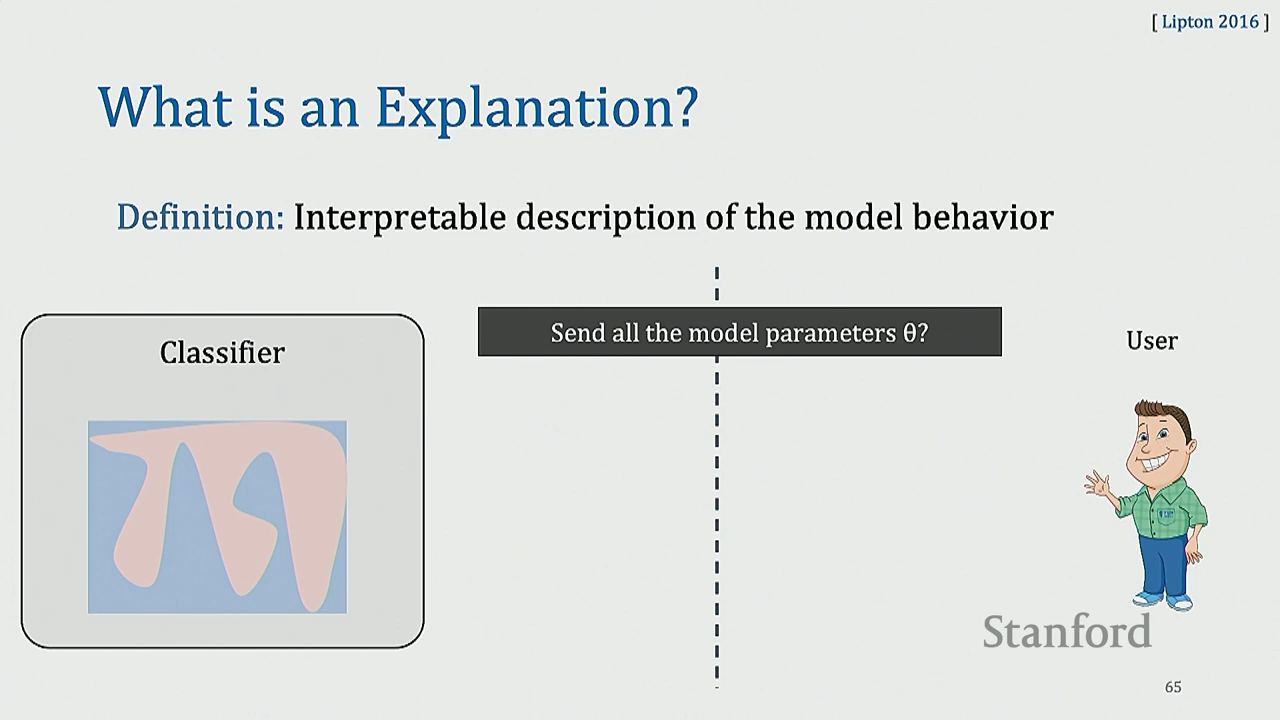 [ Lipton 2016 ]
What is an Explanation?
Definition: Interpretable description of the model behavior
Send all the model parameters θ?
Classifier
User
Stanford
65